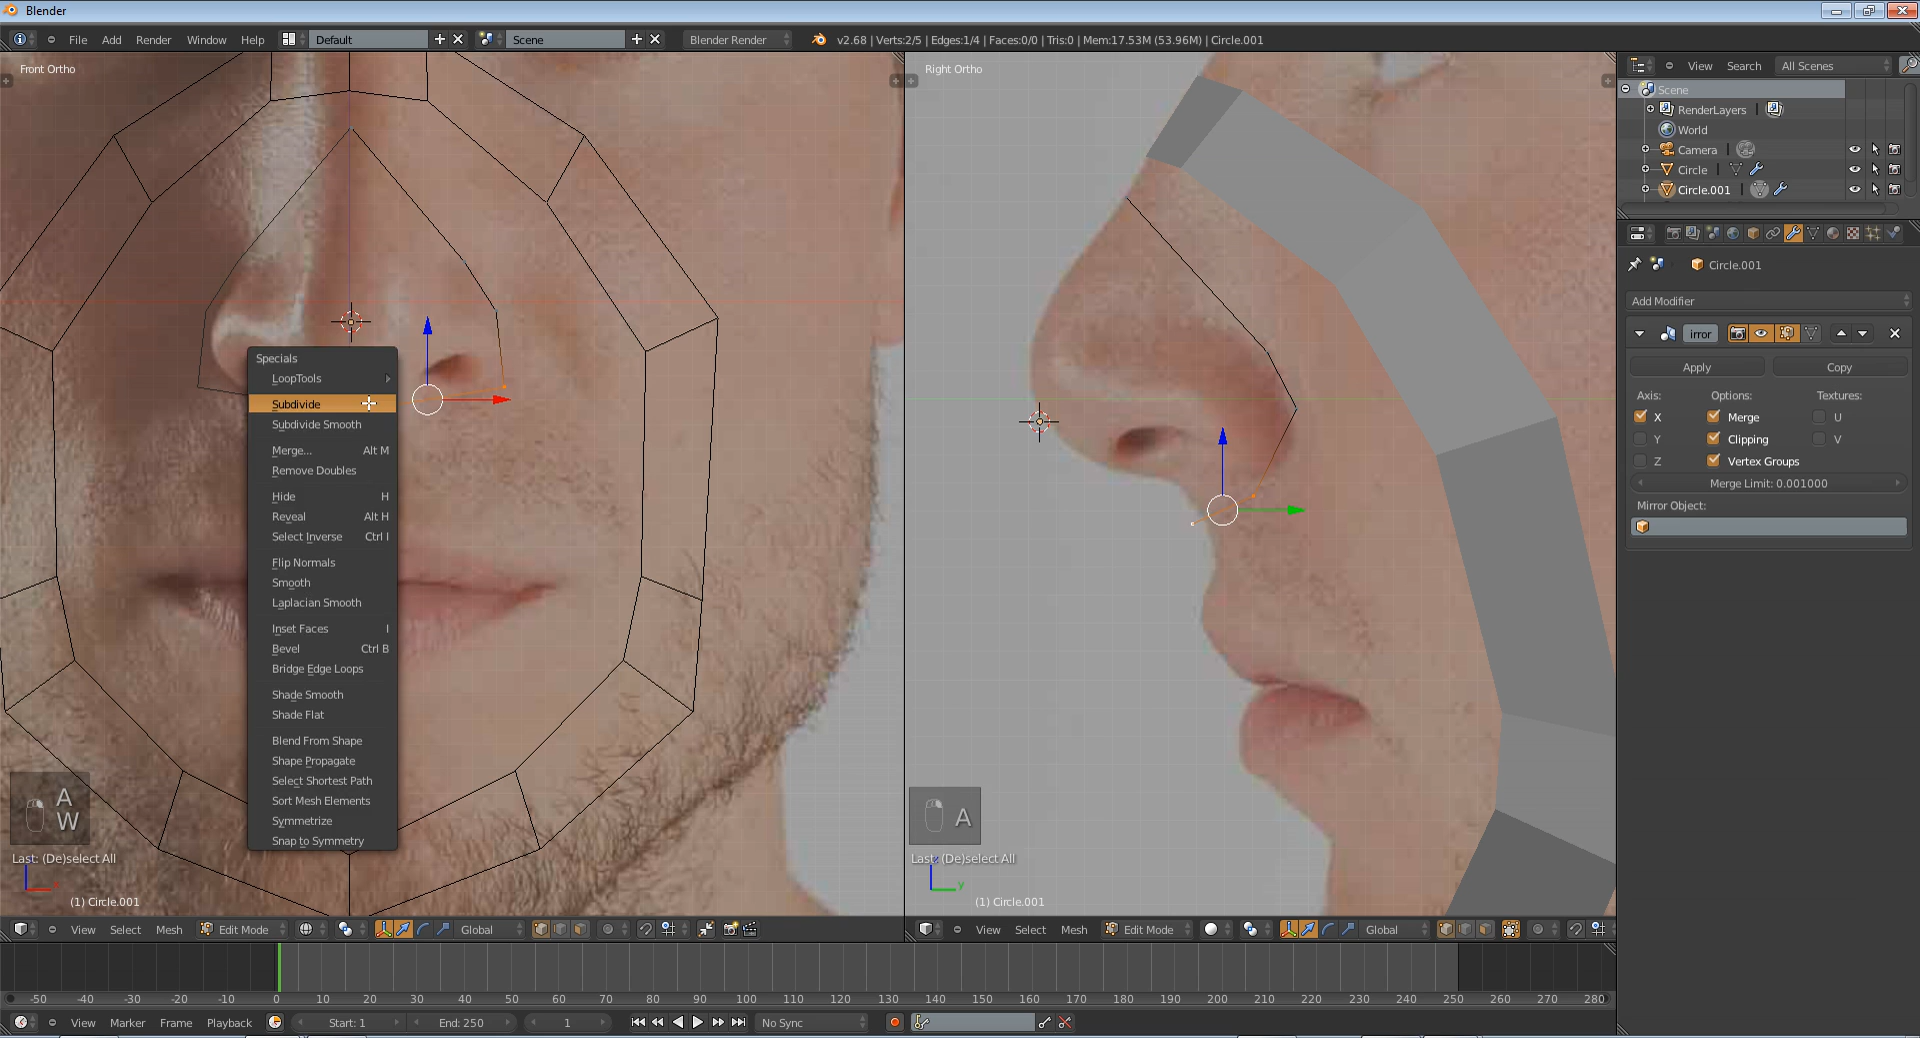 Blender
File Add Render Window Help Default Scene Blender Render v2.68 | Verts:2/5 | Edges:1/4 | Faces:0/0 | Tris:0 | Mem:17.53M (53.96M) | Circle.001
Front Ortho
Right Ortho
View Search All Scenes
Scene
RenderLayers |
World
Camera |
Circle |
Circle.001 |
Circle.001
Add Modifier
irror
Apply Copy
Axis: Options: Textures:
X Merge U
Y Clipping V
Z Vertex Groups
Merge Limit: 0.001000
Mirror Object:
Specials
LoopTools
Subdivide
Subdivide Smooth
Merge... Alt M
Remove Doubles
Hide H
Reveal Alt H
Select Inverse Ctrl I
Flip Normals
Smooth
Laplacian Smooth
Inset Faces I
Bevel Ctrl B
Bridge Edge Loops
Shade Smooth
Shade Flat
Blend From Shape
Shape Propagate
Select Shortest Path
Sort Mesh Elements
Symmetrize
Snap to Symmetry
A
W
Last: (De)select All
(1) Circle.001
A
Last: (De)select All
y
(1) Circle.001
View Select Mesh Edit Mode Global
View Select Mesh Edit Mode Global
-50 -40 -30 -20 -10 0 10 20 30 40 50 60 70 80 90 100 110 120 130 140 150 160 170 180 190 200 210 220 230 240 250 260 270 280
View Marker Frame Playback Start: 1 End: 250 1 No Sync